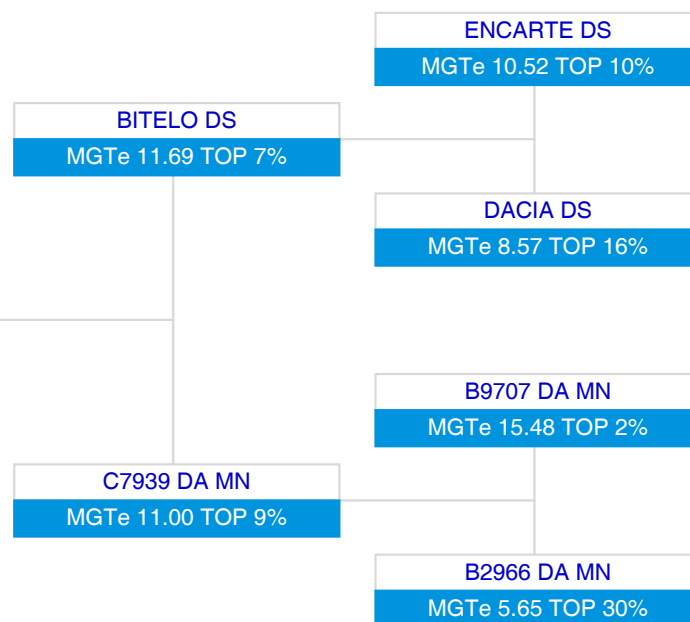 ENCARTE DS
MGTe 10.52 TOP 10%
BITELO DS
MGTe 11.69 TOP 7%
DACIA DS
MGTe 8.57 TOP 16%
B9707 DA MN
MGTe 15.48 TOP 2%
C7939 DA MN
MGTe 11.00 TOP 9%
B2966 DA MN
MGTe 5.65 TOP 30%